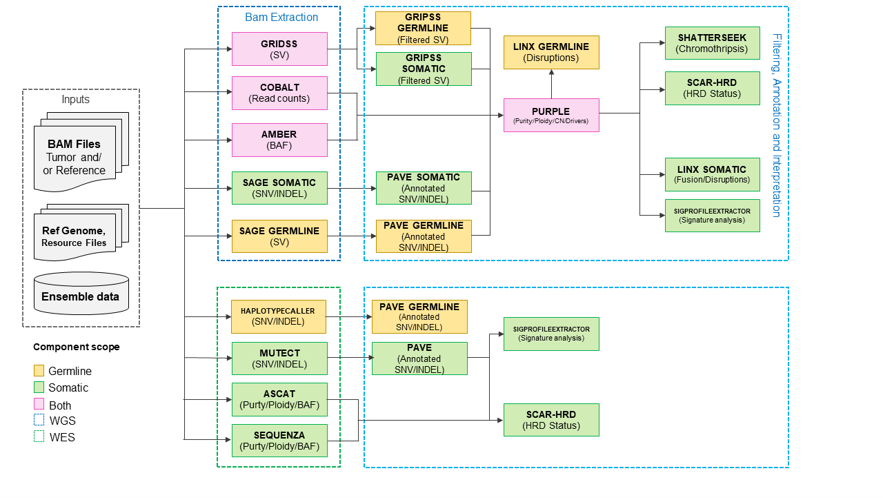 Bam Extraction
Inputs
BAM Files
Tumor and/
or Reference
Ref Genome,
Resource Files
Ensemble data
Component scope
Germline
Somatic
Both
WGS
WES
GRIDSS
(SV)
COBALT
(Read counts)
AMBER
(BAF)
SAGE SOMATIC
(SNV/INDEL)
SAGE GERMLINE
(SV)
GRIPSS
GERMLINE
(Filtered SV)
GRIPSS
SOMATIC
(Filtered SV)
PAVE SOMATIC
(Annotated
SNV/INDEL)
PAVE GERMLINE
(Annotated
SNV/INDEL)
LINX GERMLINE
(Disruptions)
PURPLE
(Purity/Ploidy/CN/Drivers)
SHATTERSEEK
(Chromothripsis)
SCAR-HRD
(HRD Status)
LINX SOMATIC
(Fusion/Disruptions)
SIGPROFILEEXTRACTOR
(Signature analysis)
Filtering, Annotation and Interpretation
HAPLOTYPECALLER
(SNV/INDEL)
MUTECT
(SNV/INDEL)
ASCAT
(Purty/Ploidy/BAF)
SEQUENZA
(Purty/Ploidy/BAF)
PAVE GERMLINE
(Annotated
SNV/INDEL)
PAVE
(Annotated
SNV/INDEL)
SIGPROFILEEXTRACTOR
(Signature analysis)
SCAR-HRD
(HRD Status)